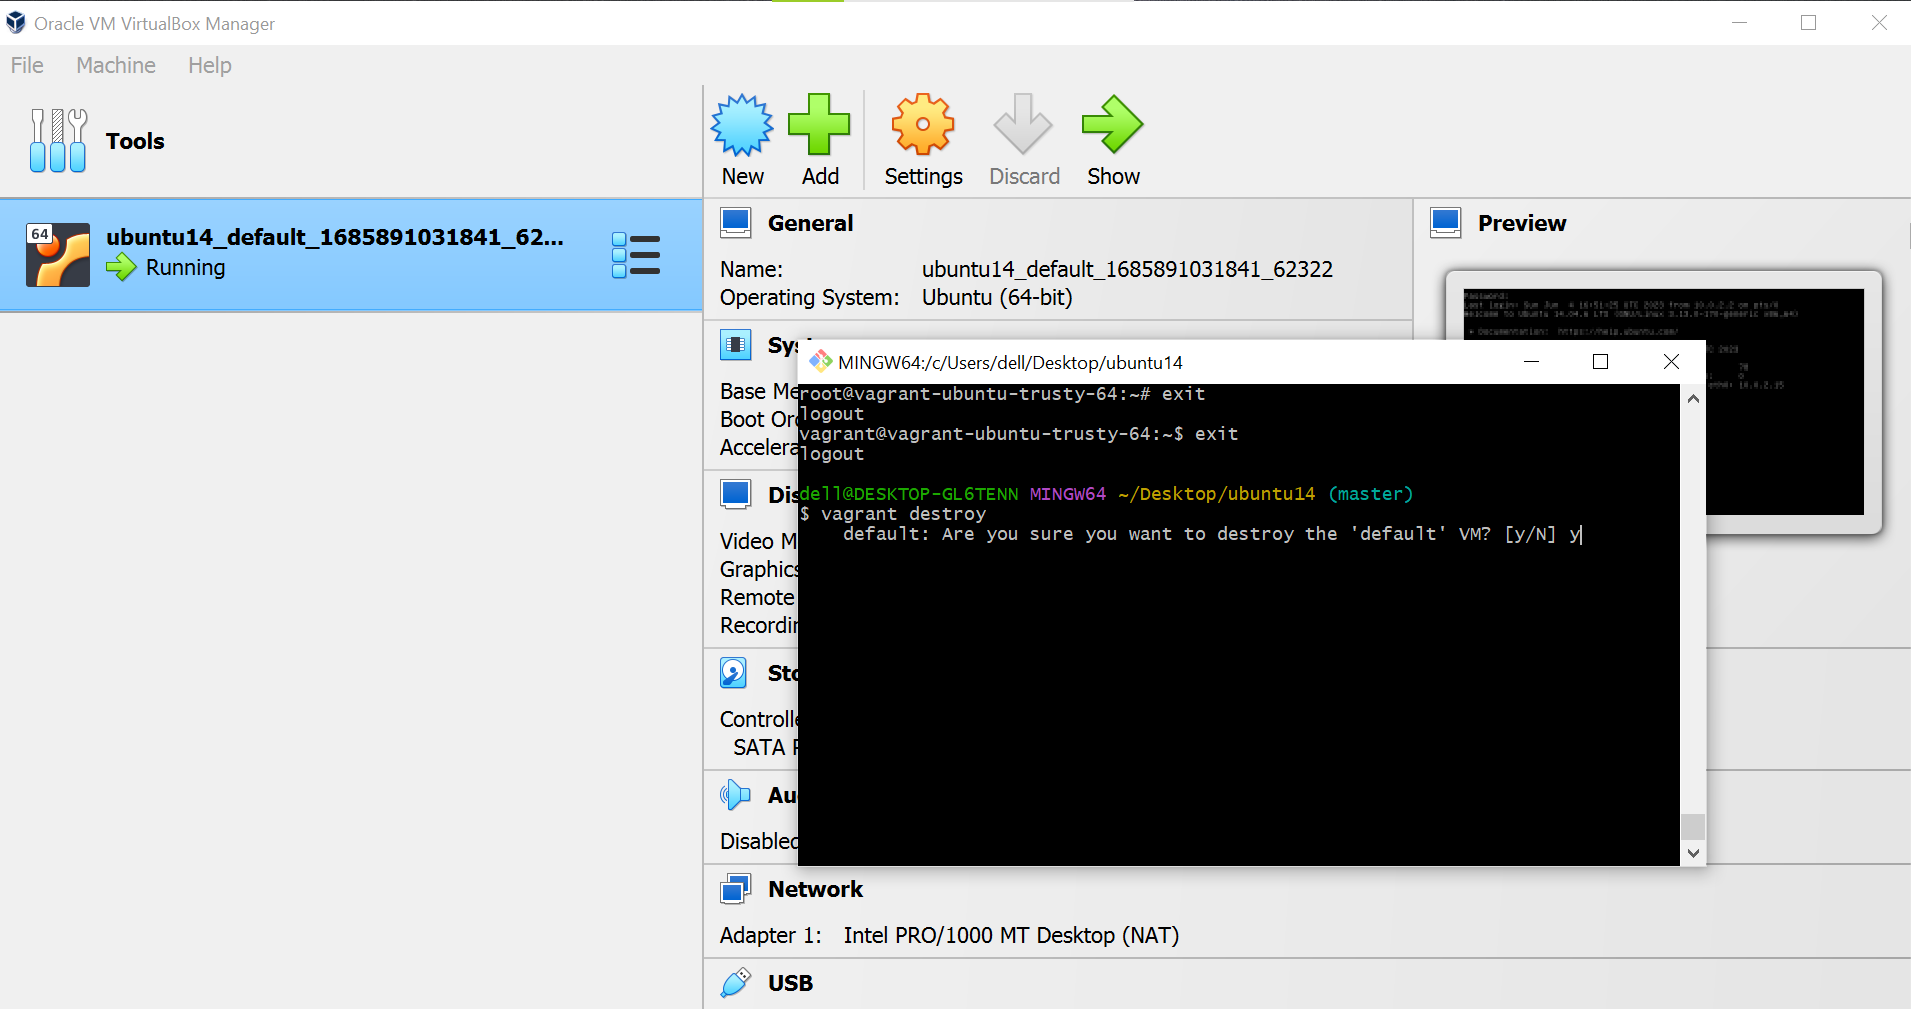 Oracle VM VirtualBox Manager
File Machine Help
Tools
New Add Settings Discard Show
64
ubuntu14_default_1685891031841_62...
Running
General
Name: ubuntu14_default_1685891031841_62322
Operating System: Ubuntu (64-bit)
Preview
Sys
Base Me
Boot Or
Accelera
Dis
Video M
Graphics
Remote
Recordin
Sto
Controlle
SATA P
Au
Disabled
Network
Adapter 1: Intel PRO/1000 MT Desktop (NAT)
USB
MINGW64:/c/Users/dell/Desktop/ubuntu14
root@vagrant-ubuntu-trusty-64:~# exit
logout
vagrant@vagrant-ubuntu-trusty-64:~$ exit
logout
dell@DESKTOP-GL6TENN MINGW64 ~/Desktop/ubuntu14 (master)
$ vagrant destroy
default: Are you sure you want to destroy the 'default' VM? [y/N] y